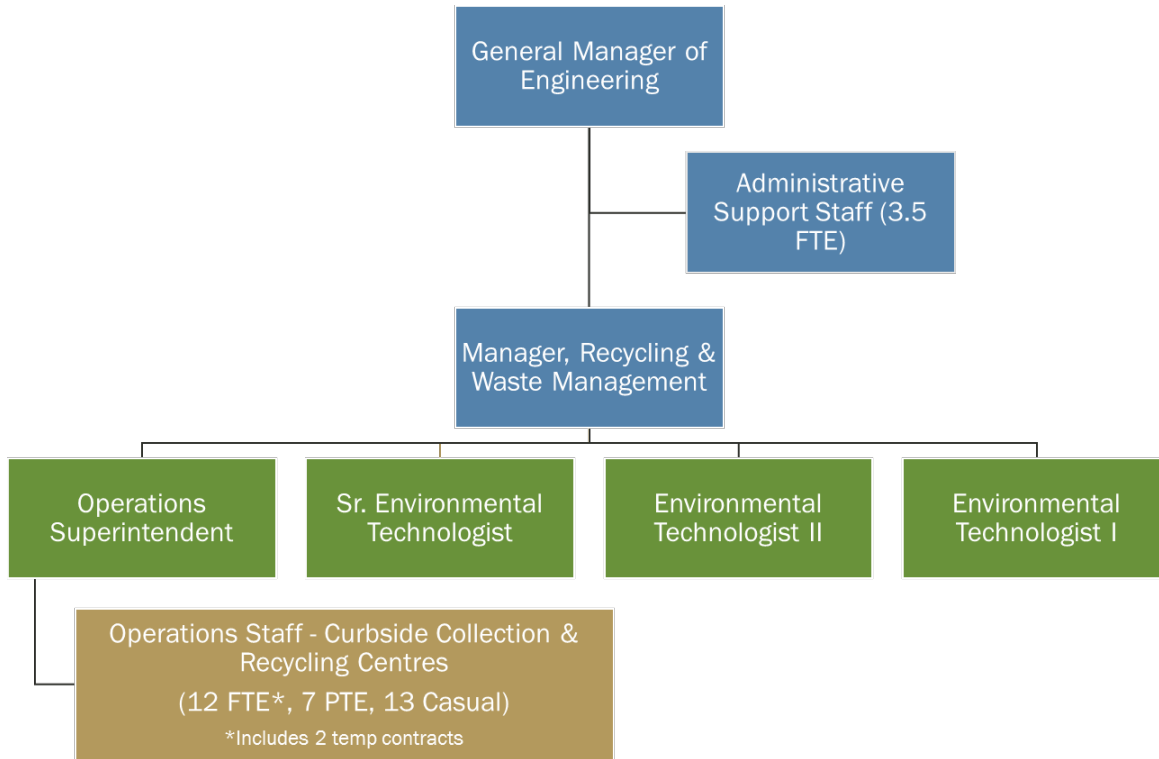 General Manager of
Engineering
Administrative
Support Staff (3.5
FTE)
Manager, Recycling &
Waste Management
Operations
Superintendent
Sr. Environmental
Technologist
Environmental
Technologist II
Environmental
Technologist I
Operations Staff - Curbside Collection &
Recycling Centres
(12 FTE*, 7 PTE, 13 Casual)
*Includes 2 temp contracts